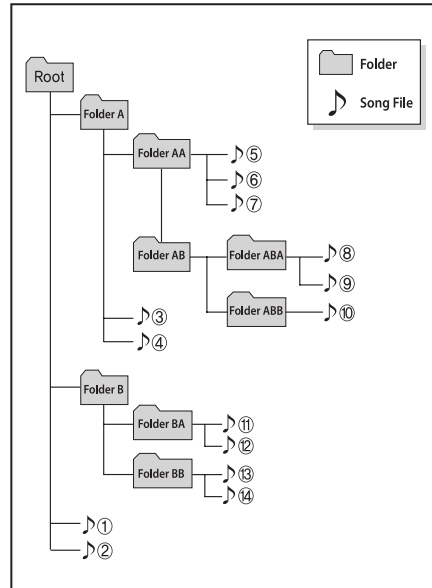 Root
Folder
Song File
Folder A
Folder AA
⑤
⑥
⑦
Folder AB
Folder ABA
⑧
⑨
Folder ABB
⑩
③
④
Folder B
Folder BA
⑪
⑫
Folder BB
⑬
⑭
①
②